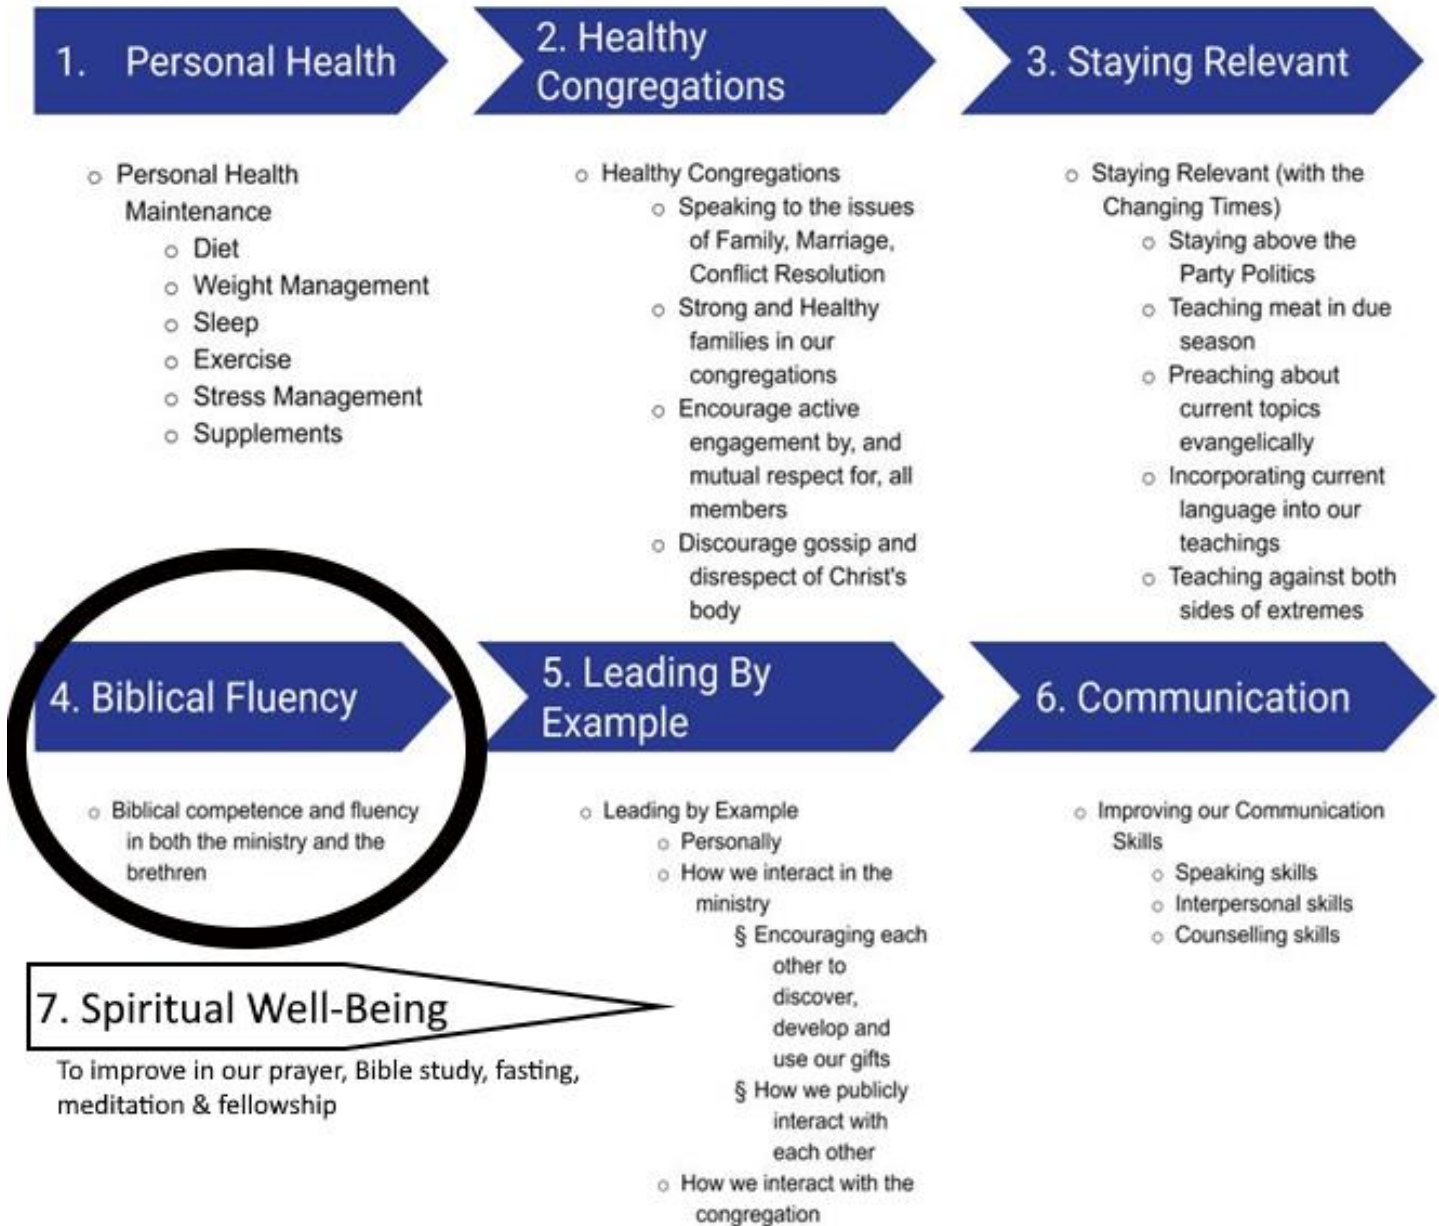 1. Personal Health
○ Personal Health
Maintenance
○ Diet
○ Weight Management
○ Sleep
○ Exercise
○ Stress Management
○ Supplements
2. Healthy
Congregations
○ Healthy Congregations
○ Speaking to the issues
of Family, Marriage,
Conflict Resolution
○ Strong and Healthy
families in our
congregations
○ Encourage active
engagement by, and
mutual respect for, all
members
○ Discourage gossip and
disrespect of Christ's
body
3. Staying Relevant
○ Staying Relevant (with the
Changing Times)
○ Staying above the
Party Politics
○ Teaching meat in due
season
○ Preaching about
current topics
evangelically
○ Incorporating current
language into our
teachings
○ Teaching against both
sides of extremes
4. Biblical Fluency
○ Biblical competence and fluency
in both the ministry and the
brethren
5. Leading By
Example
○ Leading by Example
○ Personally
○ How we interact in the
ministry
§ Encouraging each
other to
discover,
develop and
use our gifts
§ How we publicly
interact with
each other
○ How we interact with the
congregation
6. Communication
○ Improving our Communication
Skills
○ Speaking skills
○ Interpersonal skills
○ Counselling skills
7. Spiritual Well-Being
To improve in our prayer, Bible study, fasting,
meditation & fellowship